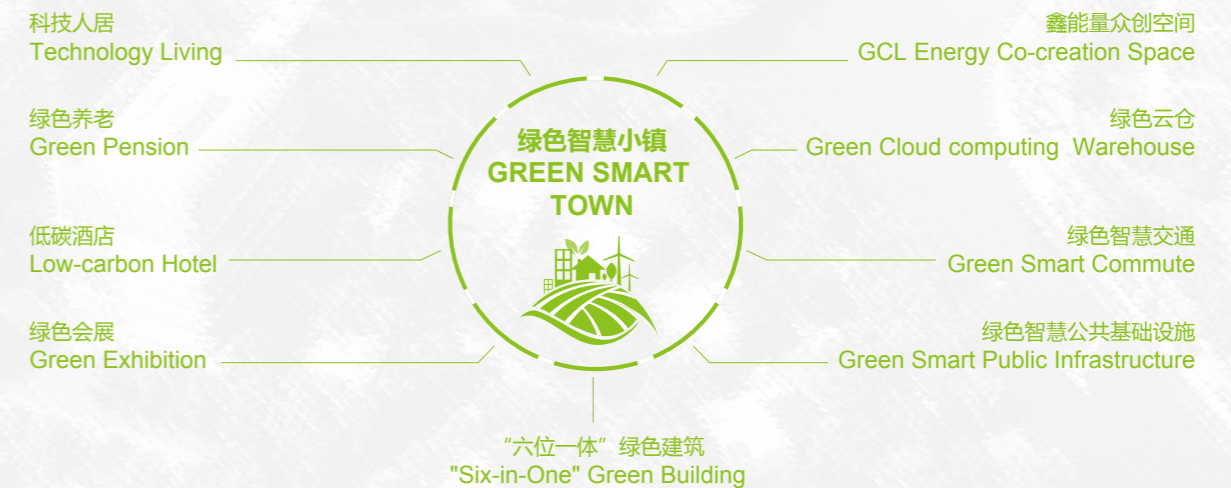 科技人居
Technology Living
鑫能量众创空间
GCL Energy Co-creation Space
绿色养老
Green Pension
绿色云仓
Green Cloud computing Warehouse
绿色智慧小镇
GREEN SMART
TOWN
低碳酒店
Low-carbon Hotel
绿色智慧交通
Green Smart Commute
绿色会展
Green Exhibition
绿色智慧公共基础设施
Green Smart Public Infrastructure
“六位一体”绿色建筑
"Six-in-One" Green Building